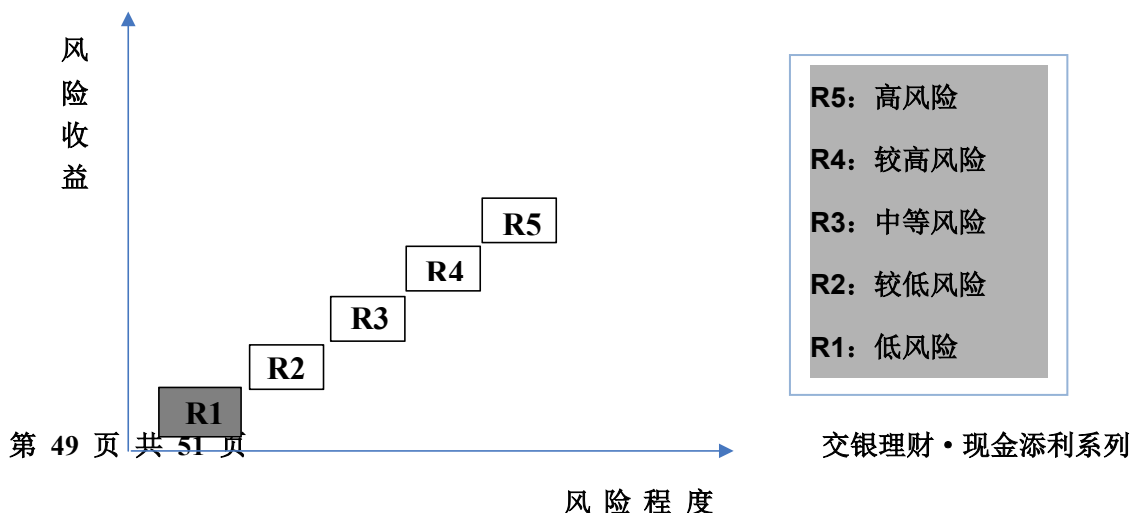 风
险
收
益
R5：高风险
R4：较高风险
R3：中等风险
R2：较低风险
R1：低风险
R5
R4
R3
R2
R1
第 49 页 共 51 页
交银理财·现金添利系列
风险程度